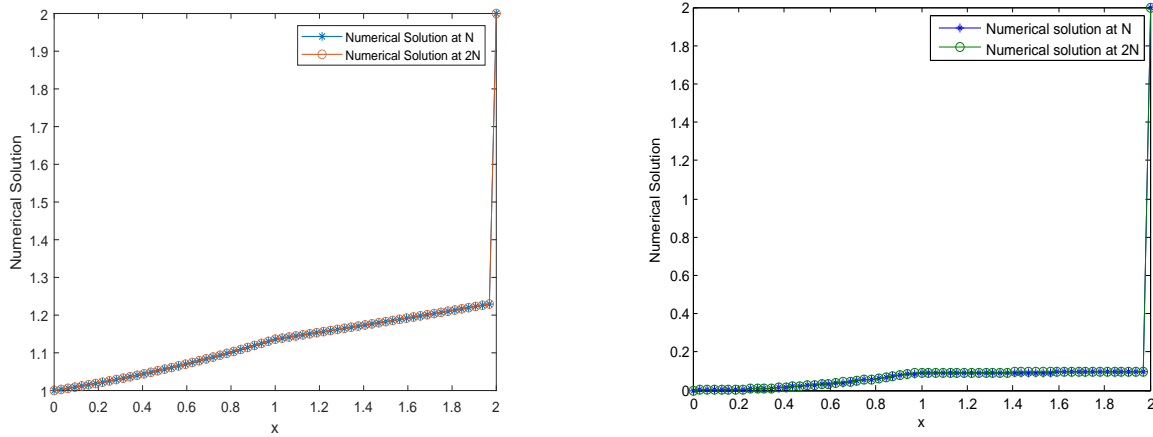 2
1.9
1.8
1.7
1.6
1.5
1.4
1.3
1.2
1.1
1
Numerical Solution
Numerical Solution at N
Numerical Solution at 2N
0 0.2 0.4 0.6 0.8 1 1.2 1.4 1.6 1.8 2
x
2
1.8
1.6
1.4
1.2
1
0.8
0.6
0.4
0.2
0
Numerical Solution
Numerical solution at N
Numerical solution at 2N
0 0.2 0.4 0.6 0.8 1 1.2 1.4 1.6 1.8 2
x